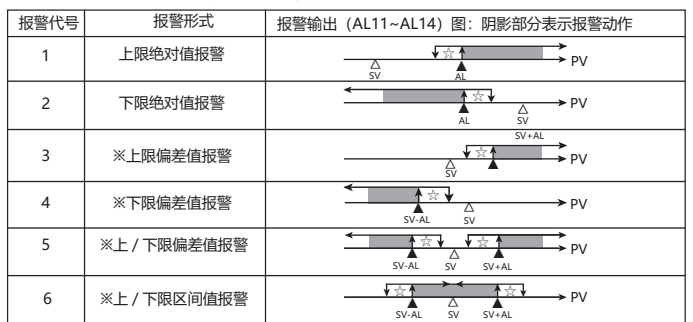 报警代号 报警形式 报警输出（AL11~AL14）图：阴影部分表示报警动作
1 上限绝对值报警 ☆ PV
SV AL
2 下限绝对值报警 ☆ PV
AL SV
SV+AL
3 ※上限偏差值报警 ☆ PV
SV
4 ※下限偏差值报警 ☆ PV
SV-AL SV
5 ※上 / 下限偏差值报警 ☆ ☆ PV
SV-AL SV SV+AL
6 ※上 / 下限区间值报警 ☆ ☆ PV
SV-AL SV SV+AL